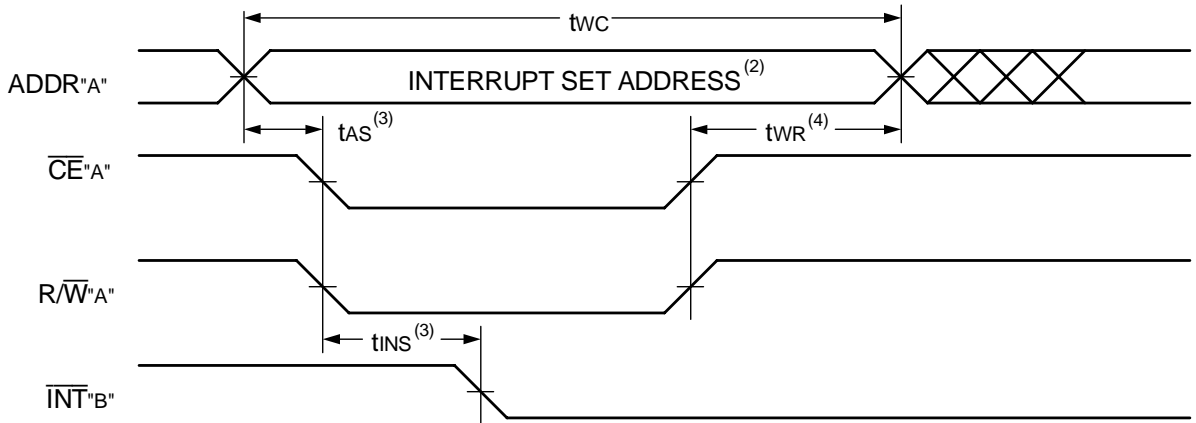 tWC
ADDR"A"
INTERRUPT SET ADDRESS(2)
tAS(3)
tWR(4)
CE"A"
R/W"A"
tINS(3)
INT"B"